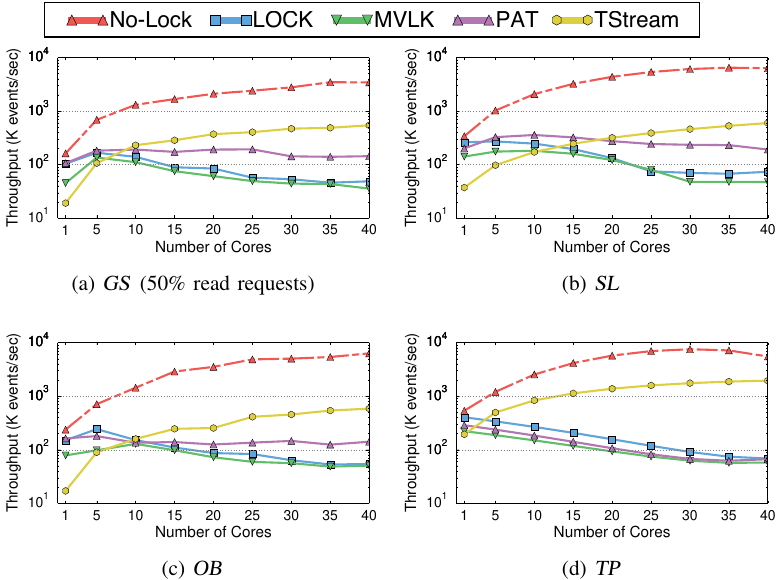 No-Lock LOCK MVLK PAT TStream
Throughput (K events/sec)
10^4
10^3
10^2
10^1
1 5 10 15 20 25 30 35 40
Number of Cores
(a) GS (50% read requests)
Throughput (K events/sec)
10^4
10^3
10^2
10^1
1 5 10 15 20 25 30 35 40
Number of Cores
(b) SL
Throughput (K events/sec)
10^4
10^3
10^2
10^1
1 5 10 15 20 25 30 35 40
Number of Cores
(c) OB
Throughput (K events/sec)
10^4
10^3
10^2
10^1
1 5 10 15 20 25 30 35 40
Number of Cores
(d) TP